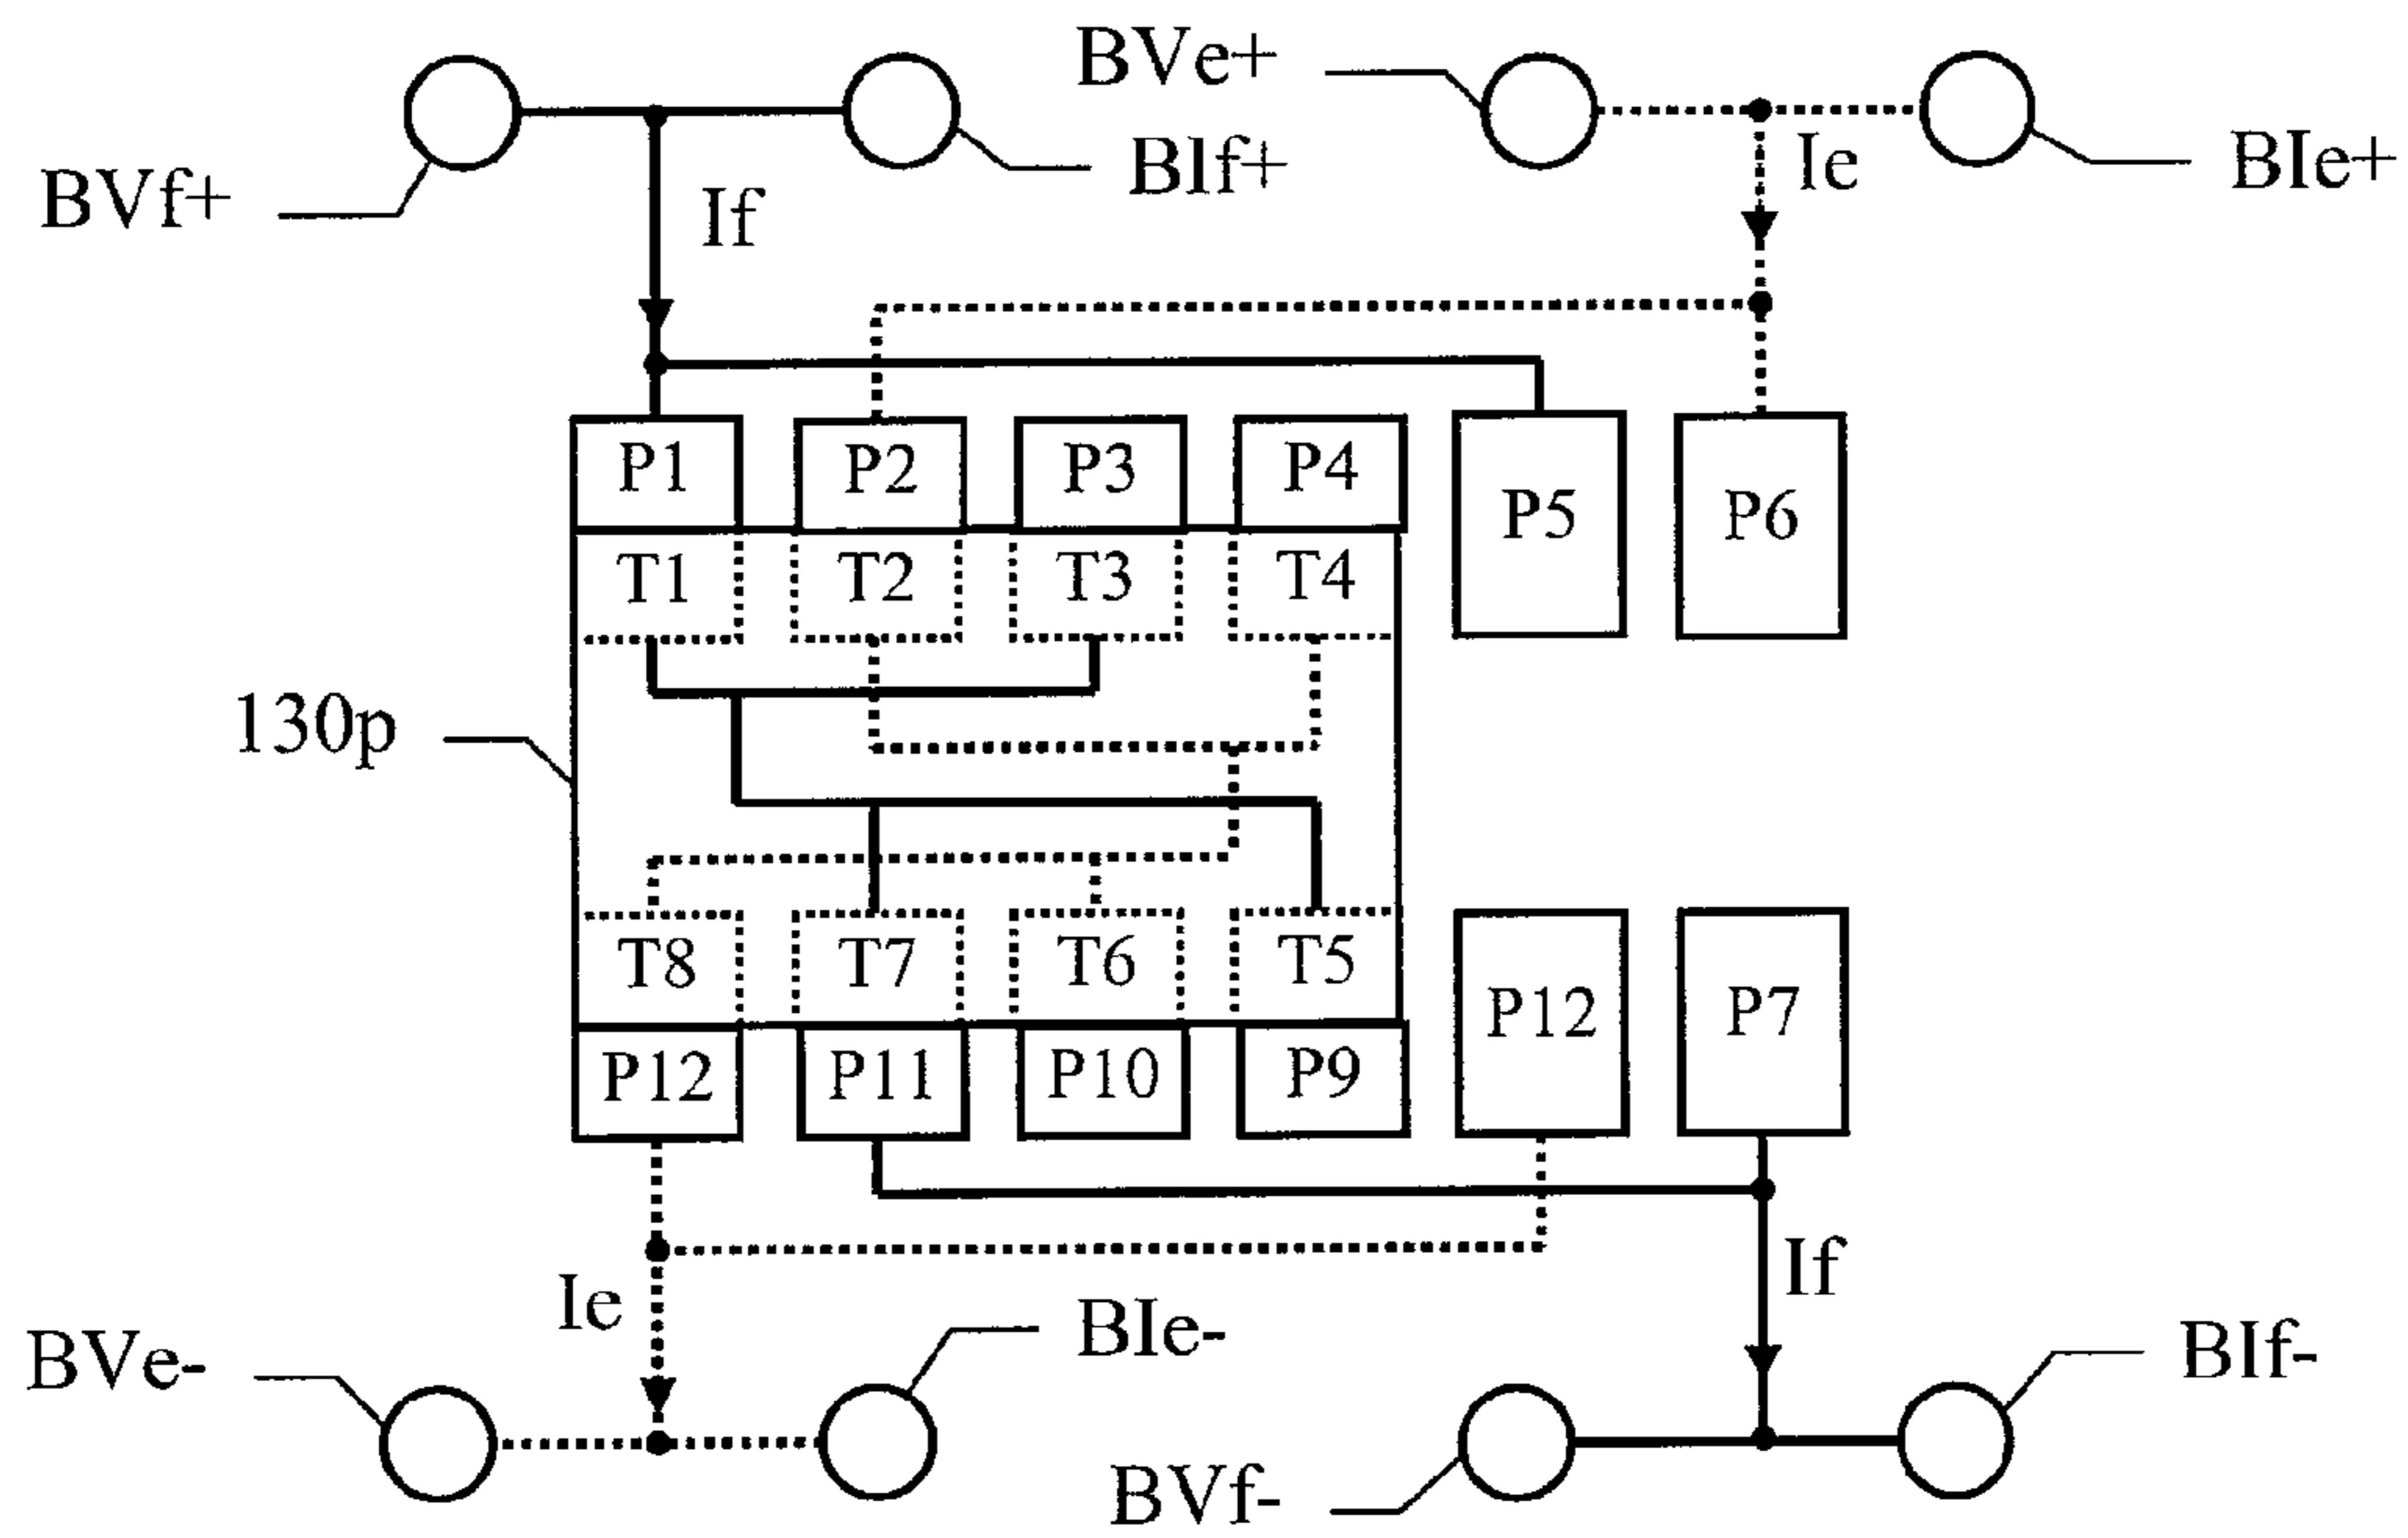 BVe+
BVf+
BIf+
Ie
BIe+
If
P1 P2 P3 P4 P5 P6
T1 T2 T3 T4
130p
T8 T7 T6 T5
P12 P7
P12 P11 P10 P9
Ie
If
BVe-
BIe-
BIf-
BVf-